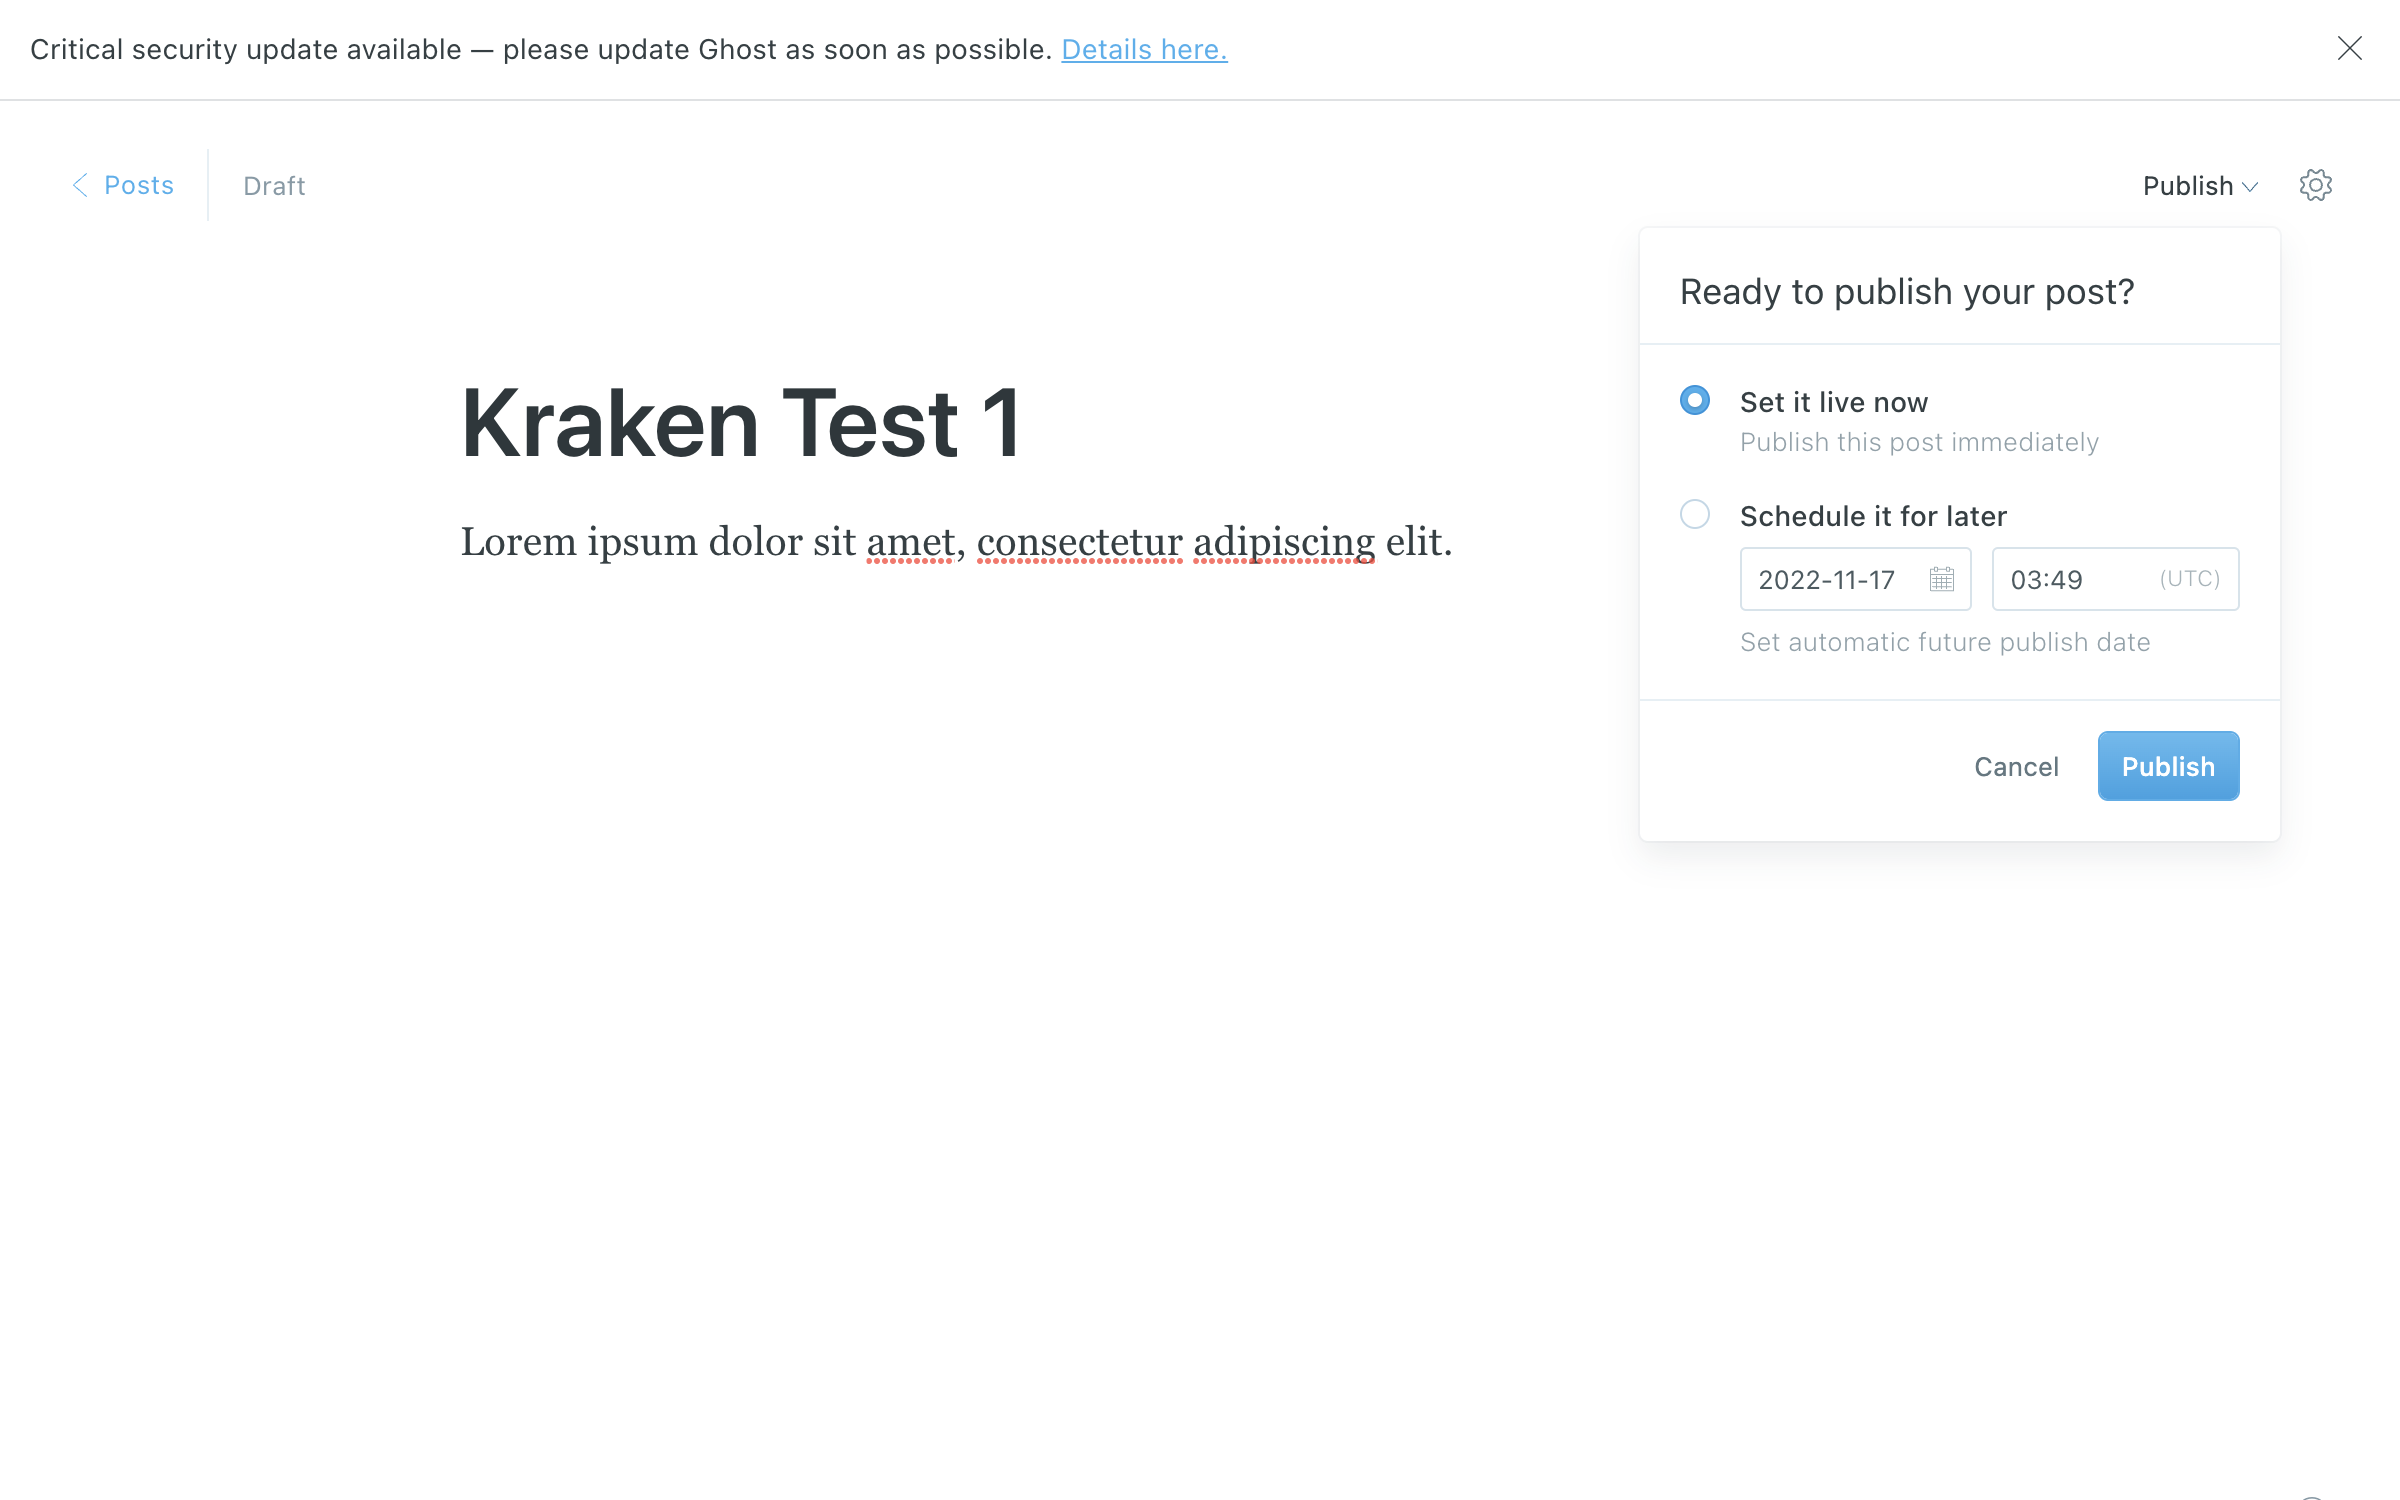 Critical security update available — please update Ghost as soon as possible. Details here.
Posts
Draft
Publish
Ready to publish your post?
Set it live now
Publish this post immediately
Schedule it for later
2022-11-17
03:49 (UTC)
Set automatic future publish date
Cancel
Publish
Kraken Test 1
Lorem ipsum dolor sit amet, consectetur adipiscing elit.